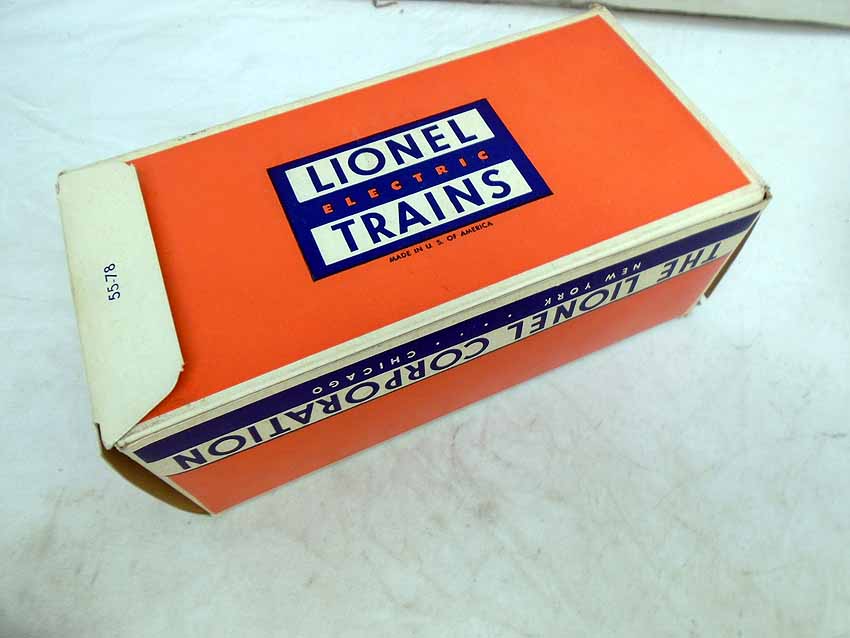 LIONEL
ELECTRIC
TRAINS
MADE IN U. S. OF AMERICA
55-78
THE LIONEL CORPORATION
NEW YORK . . . . CHICAGO